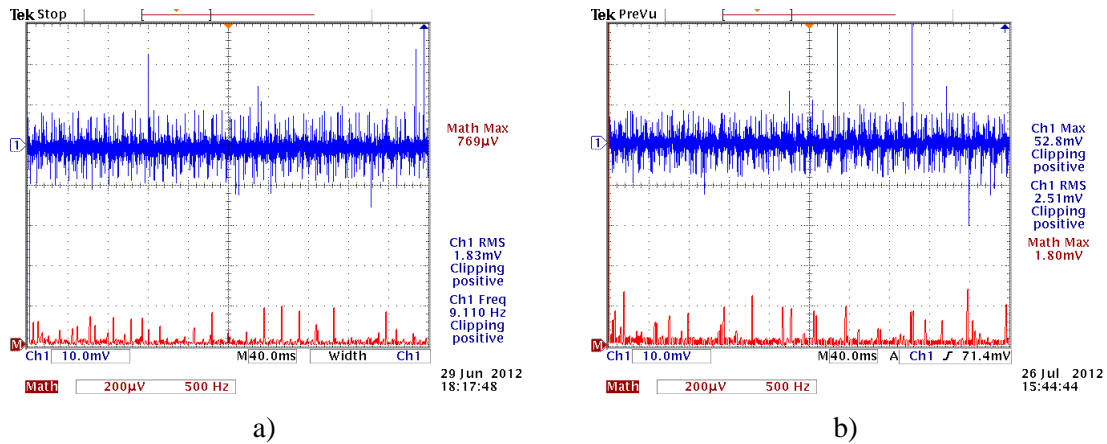 Tek Stop
1
Math Max
769µV
Ch1 RMS
1.83mV
Clipping
positive
Ch1 Freq
9.110 Hz
Clipping
positive
M
Ch1 10.0mV M 40.0ms Width Ch1
Math 200µV 500 Hz
29 Jun 2012
18:17:48
a)
Tek PreVu
1
Ch1 Max
52.8mV
Clipping
positive
Ch1 RMS
2.51mV
Clipping
positive
Math Max
1.80mV
M
Ch1 10.0mV M 40.0ms A Ch1 ʃ 71.4mV
Math 200µV 500 Hz
26 Jul 2012
15:44:44
b)